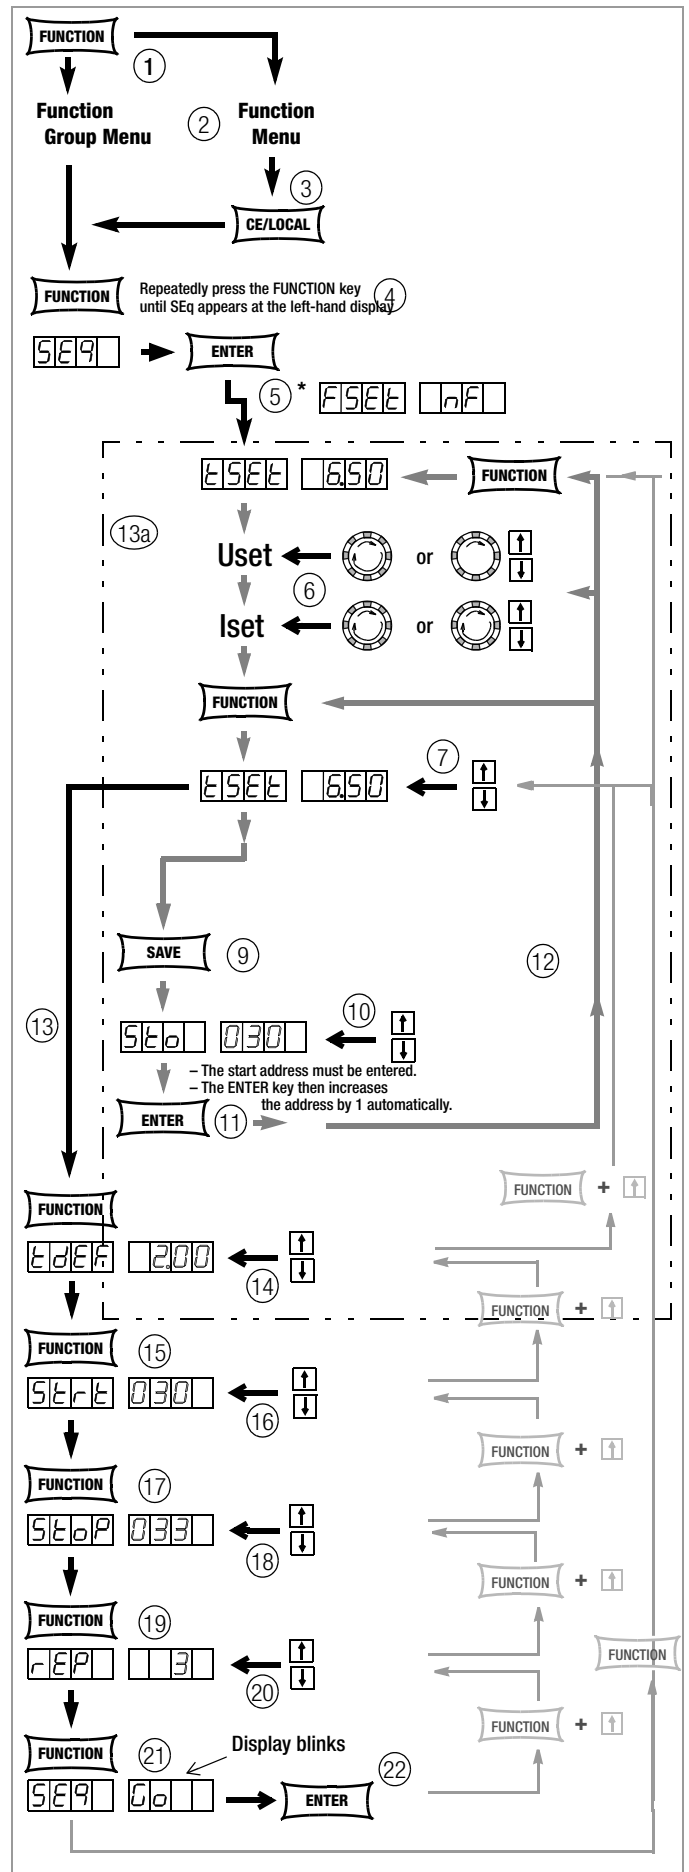 FUNCTION
1
Function
Group Menu
2
Function
Menu
3
CE/LOCAL
FUNCTION
Repeatedly press the FUNCTION key
until SEq appears at the left-hand display
4
SEq
ENTER
5
* FSEt nF
tSEt 6.50
FUNCTION
13a
Uset
or
6
Iset
or
FUNCTION
7
tSEt 6.50
SAVE
9
12
13
10
Sto 030
– The start address must be entered.
– The ENTER key then increases
the address by 1 automatically.
ENTER
11
FUNCTION +
FUNCTION
tdEF 2.00
14
FUNCTION +
FUNCTION
15
Strt 030
16
FUNCTION +
FUNCTION
17
StoP 033
18
FUNCTION +
FUNCTION
19
rEP 3
20
FUNCTION
FUNCTION +
FUNCTION
21
Display blinks
22
SEq Go
ENTER